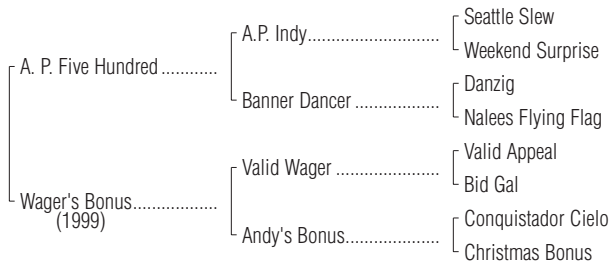 Seattle Slew
A.P. Indy
Weekend Surprise
A. P. Five Hundred
Danzig
Banner Dancer
Nalees Flying Flag
Valid Appeal
Valid Wager
Bid Gal
Wager's Bonus
(1999)
Conquistador Cielo
Andy's Bonus
Christmas Bonus